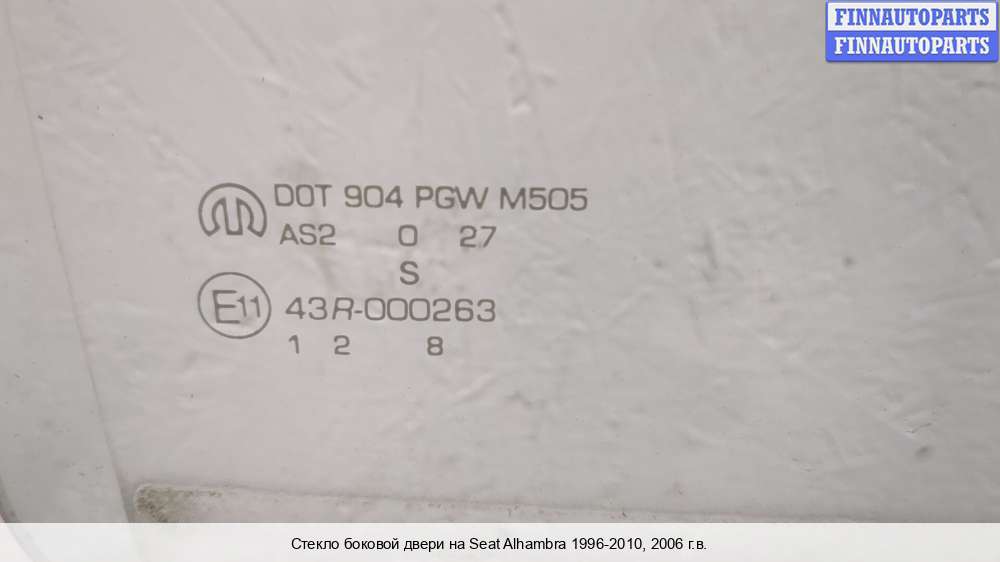 FINNAUTOPARTS
FINNAUTOPARTS
DOT 904 PGW M505
AS2 0 27
S
E11 43R-000263
1 2 8
Стекло боковой двери на Seat Alhambra 1996-2010, 2006 г.в.